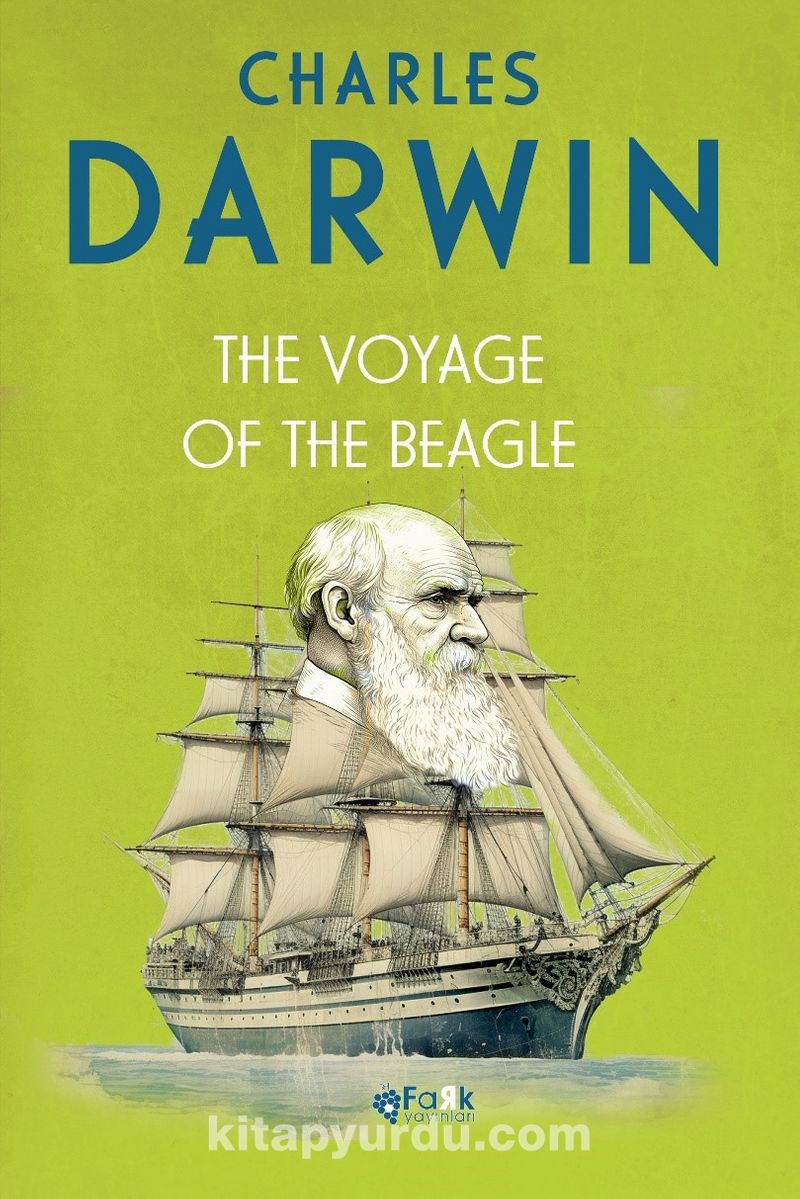 CHARLES
DARWIN
THE VOYAGE
OF THE BEAGLE
FaЯk
yayınları
kitapyurdu.com